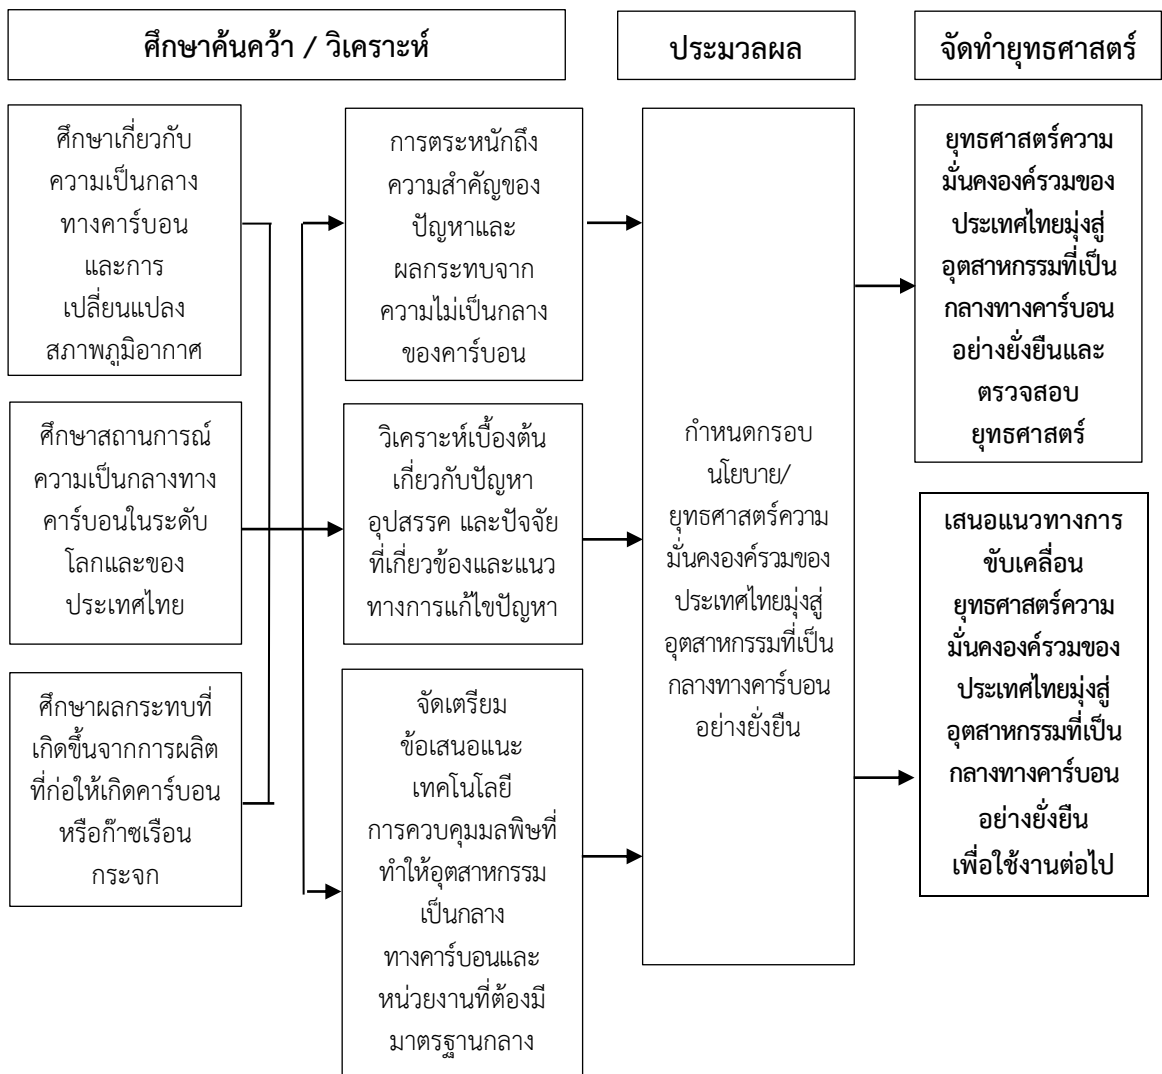 ศึกษาค้นคว้า / วิเคราะห์
ประมวลผล
จัดทำยุทธศาสตร์
ศึกษาเกี่ยวกับ
ความเป็นกลาง
ทางคาร์บอน
และการ
เปลี่ยนแปลง
สภาพภูมิอากาศ
ศึกษาสถานการณ์
ความเป็นกลางทาง
คาร์บอนในระดับ
โลกและของ
ประเทศไทย
ศึกษาผลกระทบที่
เกิดขึ้นจากการผลิต
ที่ก่อให้เกิดคาร์บอน
หรือก๊าซเรือน
กระจก
การตระหนักถึง
ความสำคัญของ
ปัญหาและ
ผลกระทบจาก
ความไม่เป็นกลาง
ของคาร์บอน
วิเคราะห์เบื้องต้น
เกี่ยวกับปัญหา
อุปสรรค และปัจจัย
ที่เกี่ยวข้องและแนว
ทางการแก้ไขปัญหา
จัดเตรียม
ข้อเสนอแนะ
เทคโนโลยี
การควบคุมมลพิษที่
ทำให้อุตสาหกรรม
เป็นกลาง
ทางคาร์บอนและ
หน่วยงานที่ต้องมี
มาตรฐานกลาง
กำหนดกรอบ
นโยบาย/
ยุทธศาสตร์ความ
มั่นคงองค์รวมของ
ประเทศไทยมุ่งสู่
อุตสาหกรรมที่เป็น
กลางทางคาร์บอน
อย่างยั่งยืน
ยุทธศาสตร์ความ
มั่นคงองค์รวมของ
ประเทศไทยมุ่งสู่
อุตสาหกรรมที่เป็น
กลางทางคาร์บอน
อย่างยั่งยืนและ
ตรวจสอบ
ยุทธศาสตร์
เสนอแนวทางการ
ขับเคลื่อน
ยุทธศาสตร์ความ
มั่นคงองค์รวมของ
ประเทศไทยมุ่งสู่
อุตสาหกรรมที่เป็น
กลางทางคาร์บอน
อย่างยั่งยืน
เพื่อใช้งานต่อไป